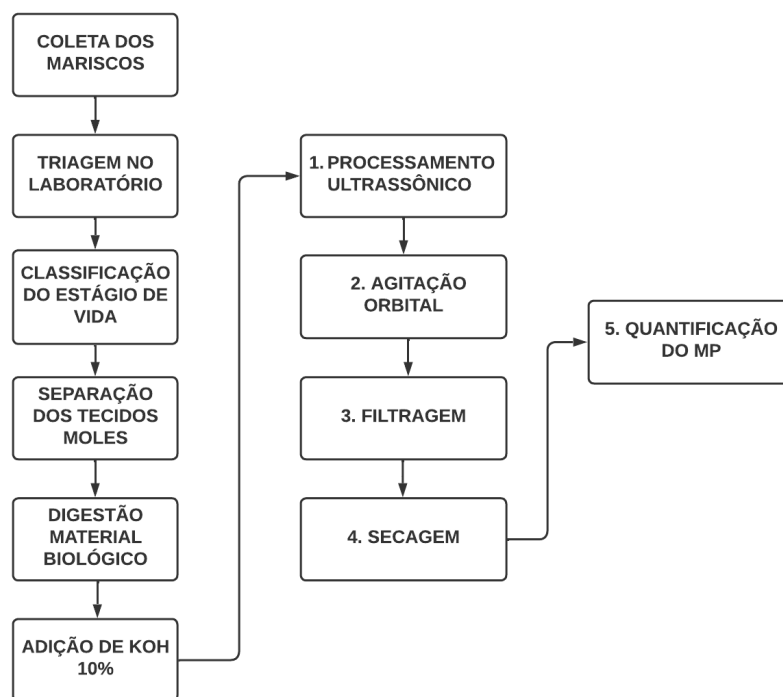 COLETA DOS
MARISCOS
TRIAGEM NO
LABORATÓRIO
CLASSIFICAÇÃO
DO ESTÁGIO DE
VIDA
SEPARAÇÃO
DOS TECIDOS
MOLES
DIGESTÃO
MATERIAL
BIOLÓGICO
ADIÇÃO DE KOH
10%
1. PROCESSAMENTO
ULTRASSÔNICO
2. AGITAÇÃO
ORBITAL
3. FILTRAGEM
4. SECAGEM
5. QUANTIFICAÇÃO
DO MP